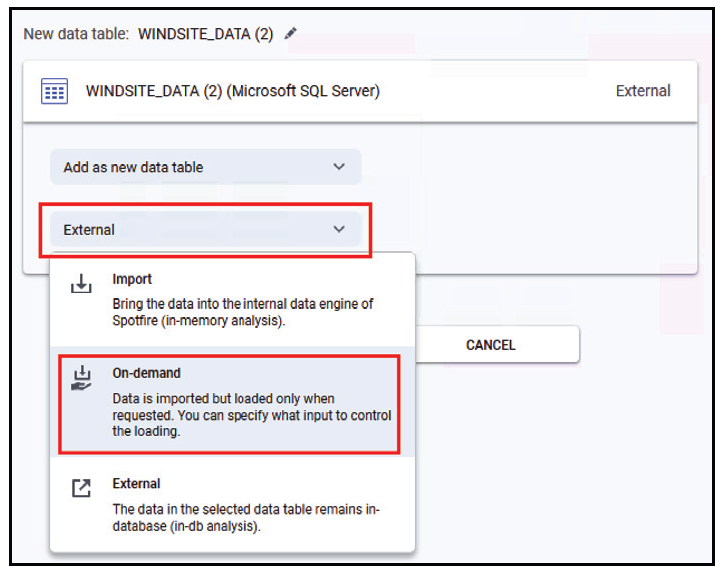 New data table: WINDSITE_DATA (2)
WINDSITE_DATA (2) (Microsoft SQL Server)
External
Add as new data table
External
Import
Bring the data into the internal data engine of
Spotfire (in-memory analysis).
CANCEL
On-demand
Data is imported but loaded only when
requested. You can specify what input to control
the loading.
External
The data in the selected data table remains in-
database (in-db analysis).